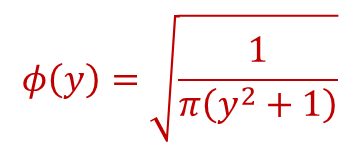 ϕ(y) = √(1 / (π(y² + 1)))